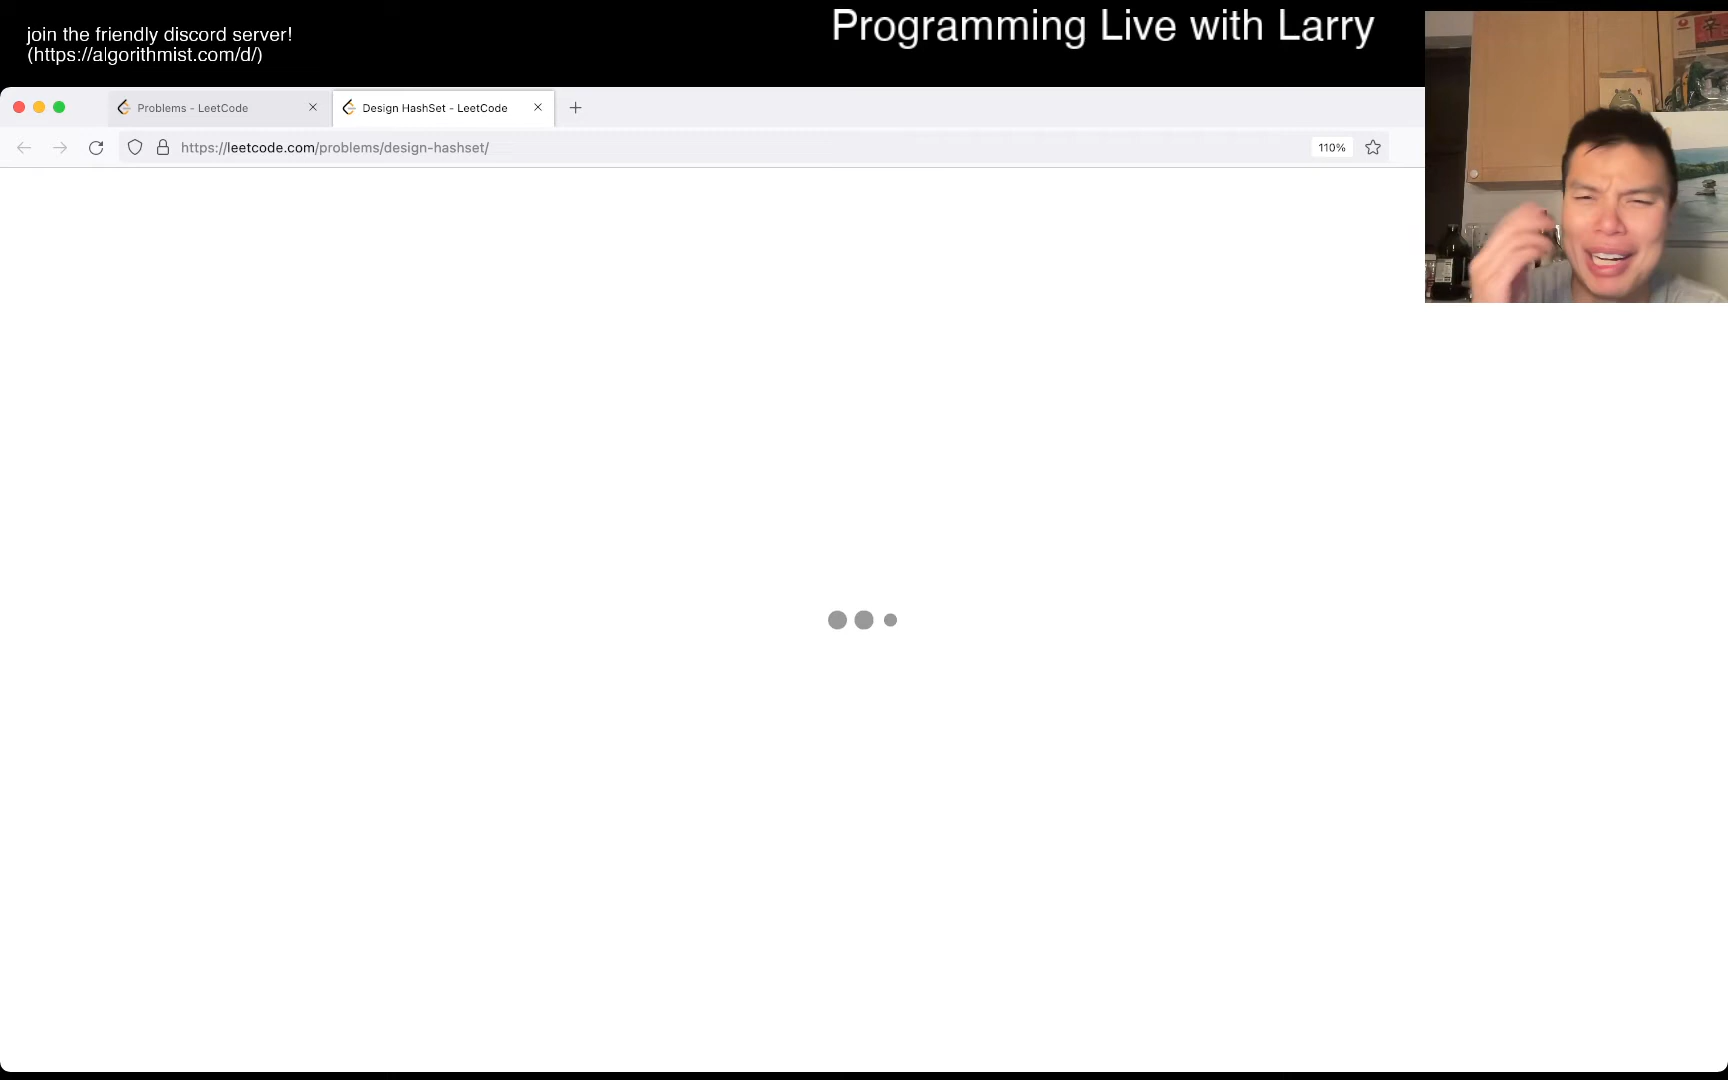 join the friendly discord server!
(https://algorithmist.com/d/)
Programming Live with Larry
Problems - LeetCode
Design HashSet - LeetCode
https://leetcode.com/problems/design-hashset/
110%
辛